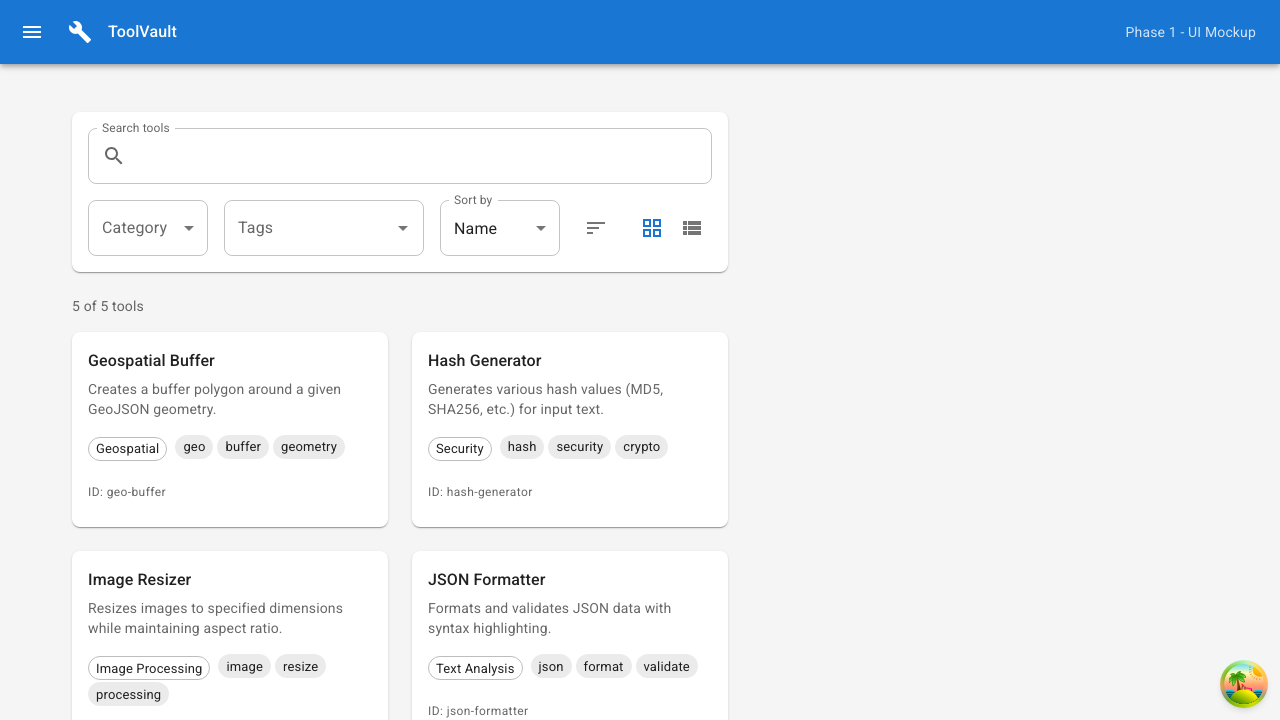 ToolVault
Phase 1 - UI Mockup
Search tools
Category
Tags
Sort by
Name
5 of 5 tools
Geospatial Buffer
Creates a buffer polygon around a given
GeoJSON geometry.
Geospatial geo buffer geometry
ID: geo-buffer
Hash Generator
Generates various hash values (MD5,
SHA256, etc.) for input text.
Security hash security crypto
ID: hash-generator
Image Resizer
Resizes images to specified dimensions
while maintaining aspect ratio.
Image Processing image resize
processing
JSON Formatter
Formats and validates JSON data with
syntax highlighting.
Text Analysis json format validate
ID: json-formatter